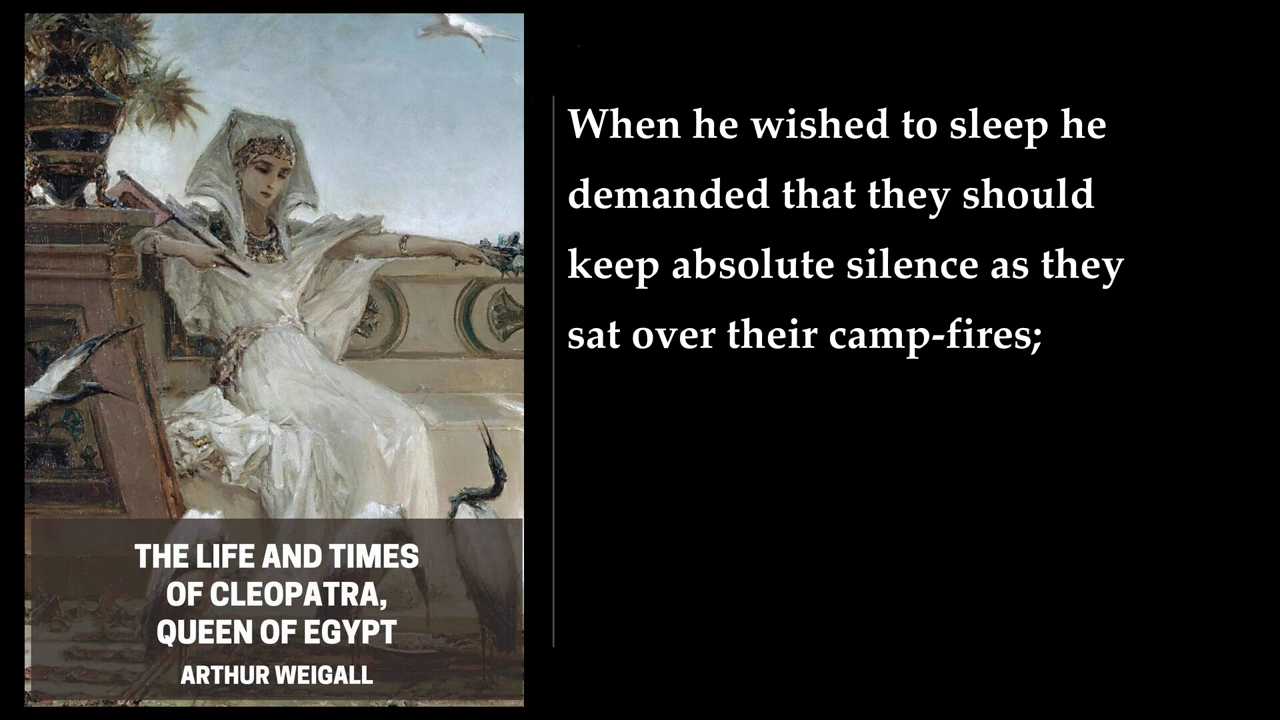 When he wished to sleep he
demanded that they should
keep absolute silence as they
sat over their camp-fires;
THE LIFE AND TIMES
OF CLEOPATRA,
QUEEN OF EGYPT
ARTHUR WEIGALL